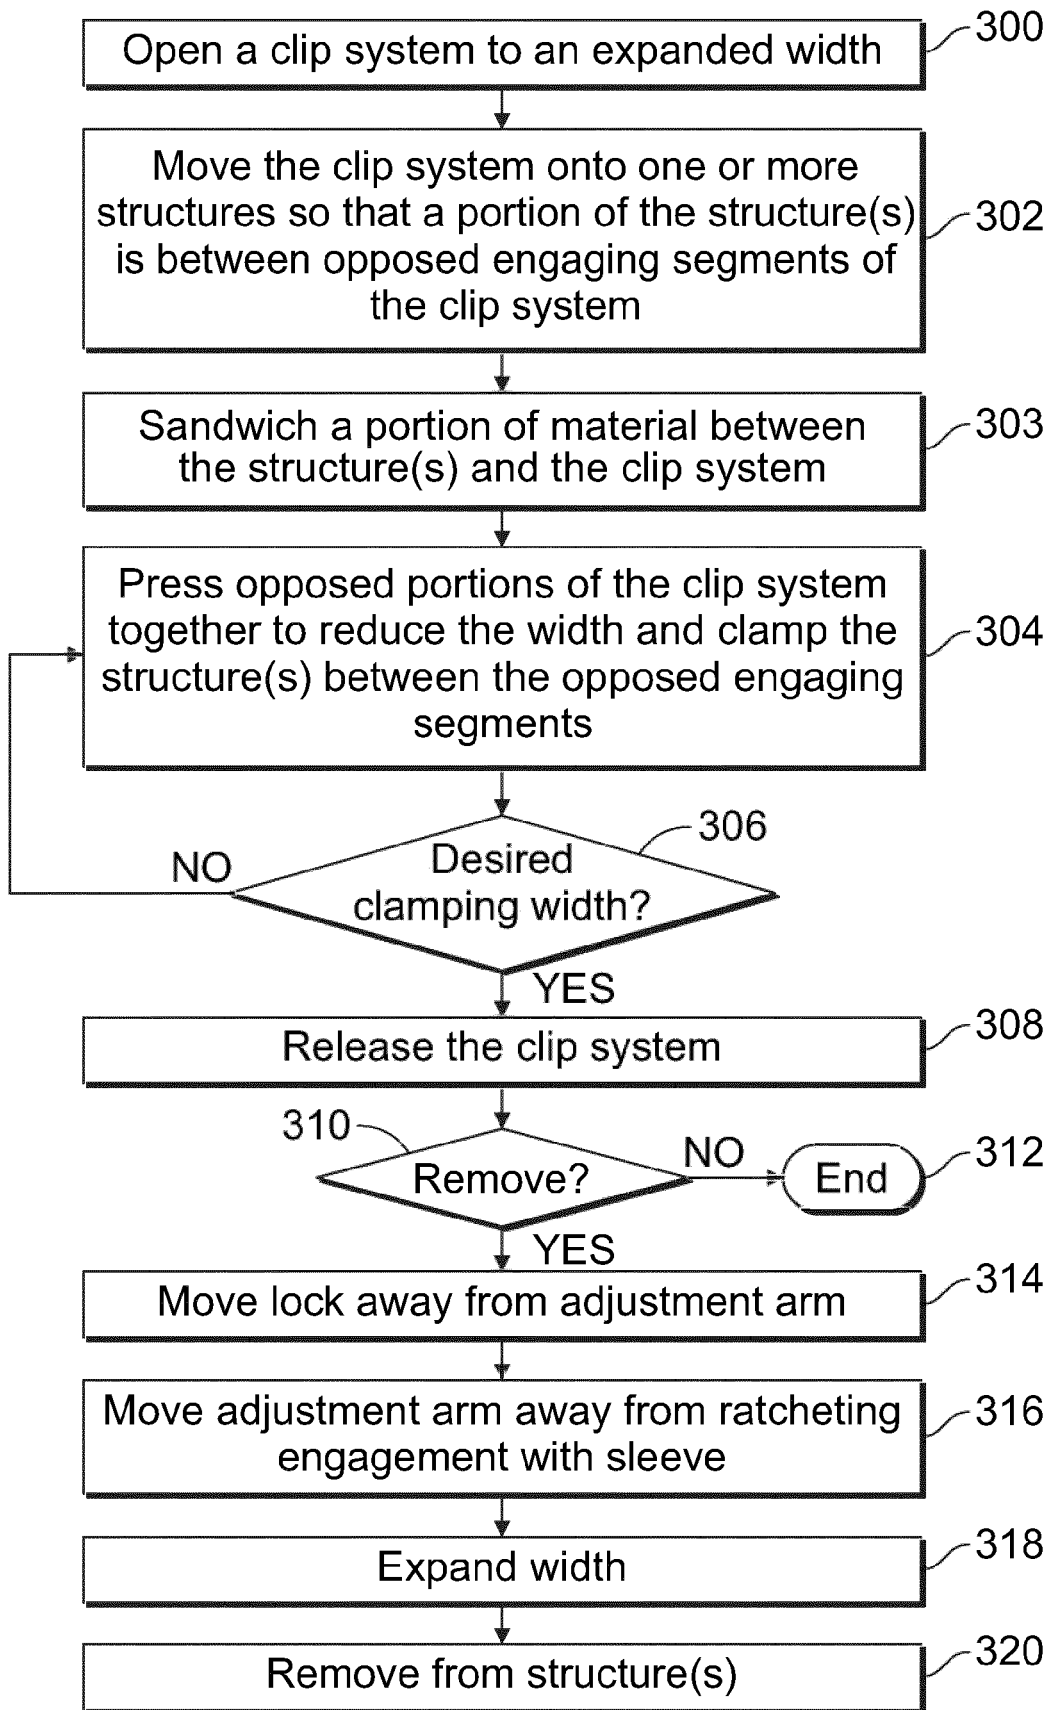 Open a clip system to an expanded width
300
Move the clip system onto one or more
structures so that a portion of the structure(s)
is between opposed engaging segments of
the clip system
302
Sandwich a portion of material between
the structure(s) and the clip system
303
Press opposed portions of the clip system
together to reduce the width and clamp the
structure(s) between the opposed engaging
segments
304
306
Desired
clamping width?
NO
YES
Release the clip system
308
310
Remove?
NO
End
312
YES
Move lock away from adjustment arm
314
Move adjustment arm away from ratcheting
engagement with sleeve
316
Expand width
318
Remove from structure(s)
320